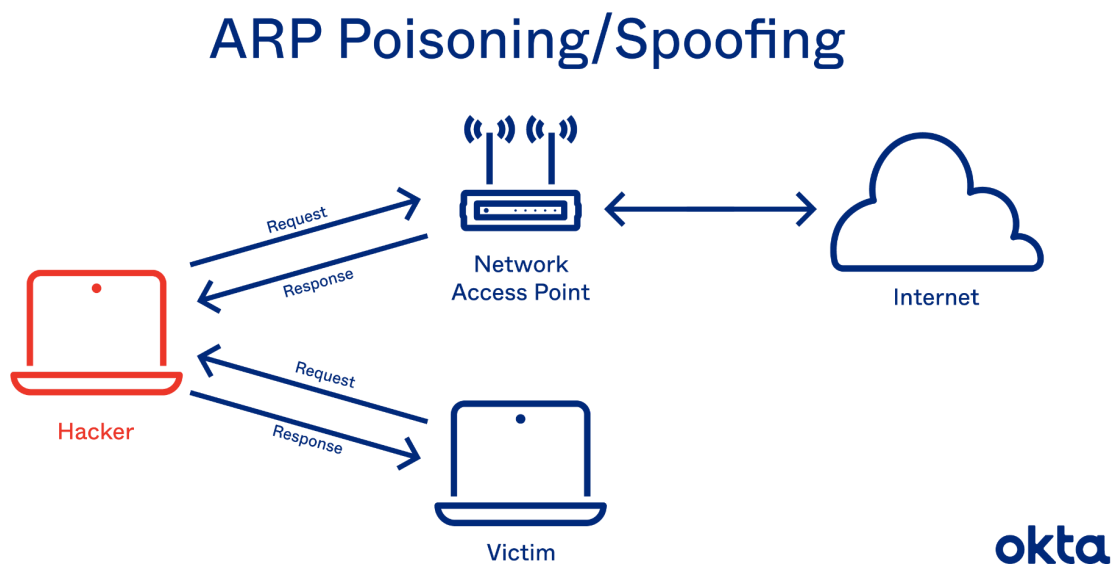 ARP Poisoning/Spoofing
Request
Response
Network
Access Point
Internet
Hacker
Request
Response
Victim
okta